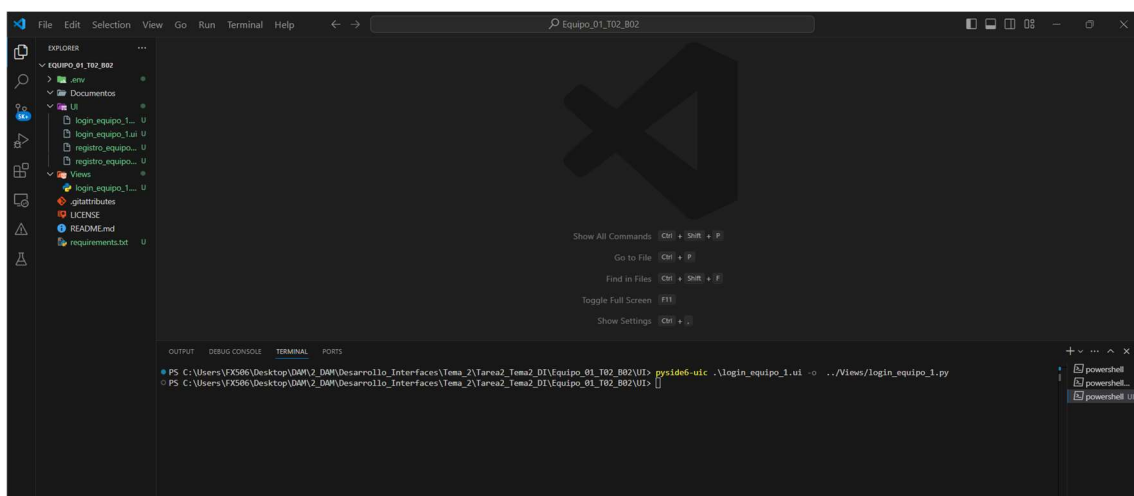 File Edit Selection View Go Run Terminal Help
Equipo_01_T02_B02
EXPLORER
EQUIPO_01_T02_B02
.env
Documentos
UI
login_equipo_1... U
login_equipo_1.ui U
registro_equipo... U
registro_equipo... U
Views
login_equipo_1.... U
.gitattributes
LICENSE
README.md
requirements.txt U
5K+
Show All Commands Ctrl + Shift + P
Go to File Ctrl + P
Find in Files Ctrl + Shift + F
Toggle Full Screen F11
Show Settings Ctrl + ,
OUTPUT DEBUG CONSOLE TERMINAL PORTS
PS C:\Users\FX506\Desktop\DAM\2_DAM\Desarrollo_Interfaces\Tema_2\Tarea2_Tema2_DI\Equipo_01_T02_B02\UI> pyside6-uic .\login_equipo_1.ui -o ../Views/login_equipo_1.py
PS C:\Users\FX506\Desktop\DAM\2_DAM\Desarrollo_Interfaces\Tema_2\Tarea2_Tema2_DI\Equipo_01_T02_B02\UI>
powershell
powershell...
powershell UI